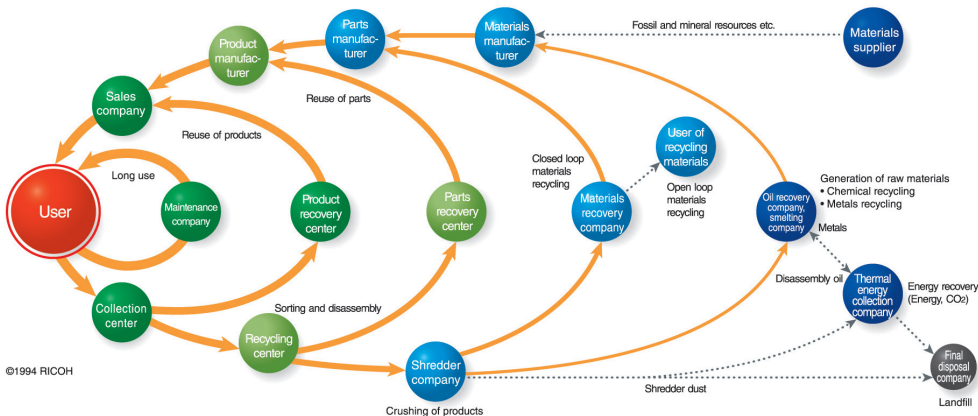 Parts
manufac-
turer
Materials
manufac-
turer
Fossil and mineral resources etc.
Materials
supplier
Product
manufac-
turer
Sales
company
Reuse of parts
Reuse of products
User of
recycling
materials
Long use
Closed loop
materials
recycling
Open loop
materials
recycling
Generation of raw materials
• Chemical recycling
• Metals recycling
User
Maintenance
company
Product
recovery
center
Parts
recovery
center
Materials
recovery
company
Oil recovery
company,
smelting
company
Metals
Disassembly oil
Thermal
energy
collection
company
Energy recovery
(Energy, CO2)
Collection
center
Sorting and disassembly
Recycling
center
Shredder
company
Crushing of products
Shredder dust
Final
disposal
company
Landfill
©1994 RICOH